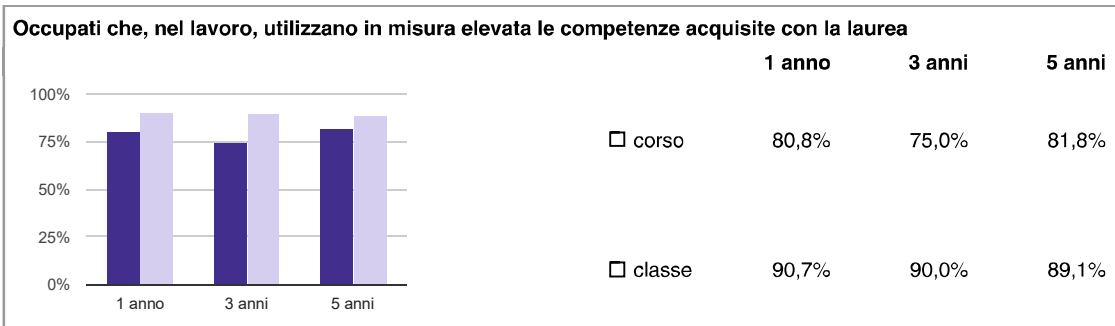 Occupati che, nel lavoro, utilizzano in misura elevata le competenze acquisite con la laurea
1 anno 3 anni 5 anni
100%
75%
50%
25%
0%
1 anno 3 anni 5 anni
corso 80,8% 75,0% 81,8%
classe 90,7% 90,0% 89,1%